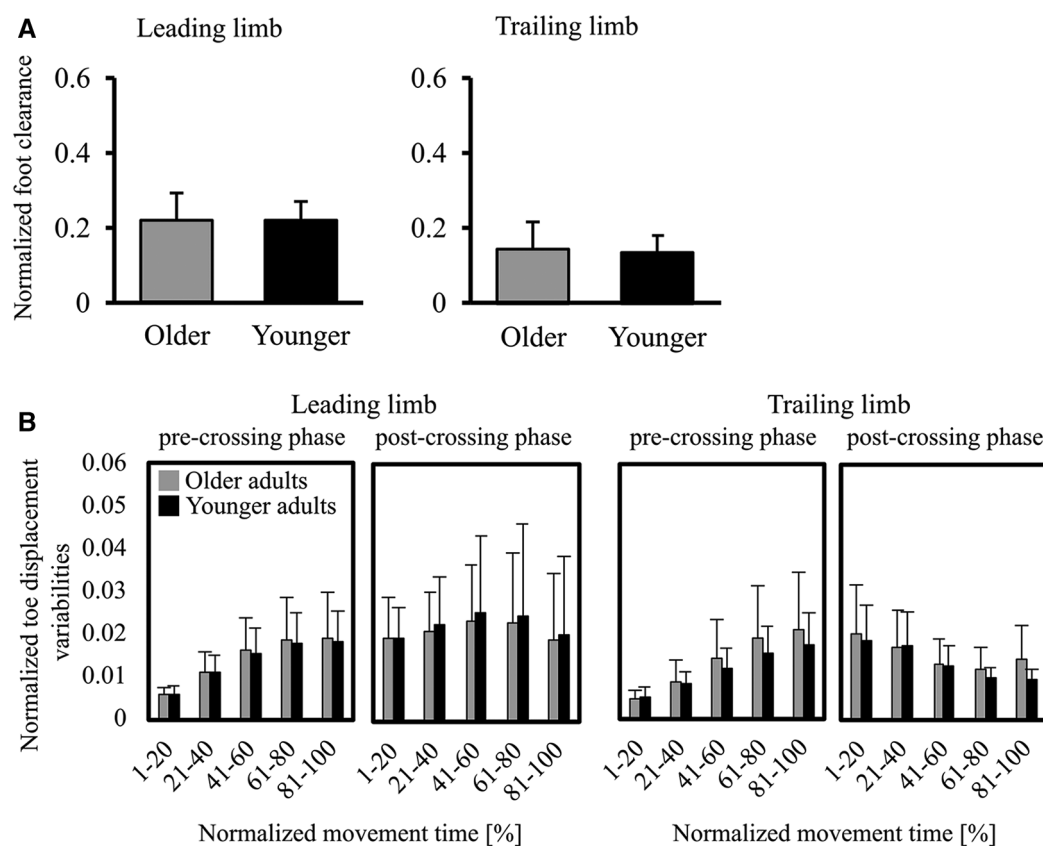 A
Leading limb
Trailing limb
Normalized foot clearance
0.6
0.4
0.2
0
Older
Younger
0.6
0.4
0.2
0
Older
Younger
B
Leading limb
Trailing limb
pre-crossing phase
post-crossing phase
pre-crossing phase
post-crossing phase
Normalized toe displacement
variabilities
0.06
0.05
0.04
0.03
0.02
0.01
0
Older adults
Younger adults
1-20
21-40
41-60
61-80
81-100
1-20
21-40
41-60
61-80
81-100
1-20
21-40
41-60
61-80
81-100
1-20
21-40
41-60
61-80
81-100
Normalized movement time [%]
Normalized movement time [%]